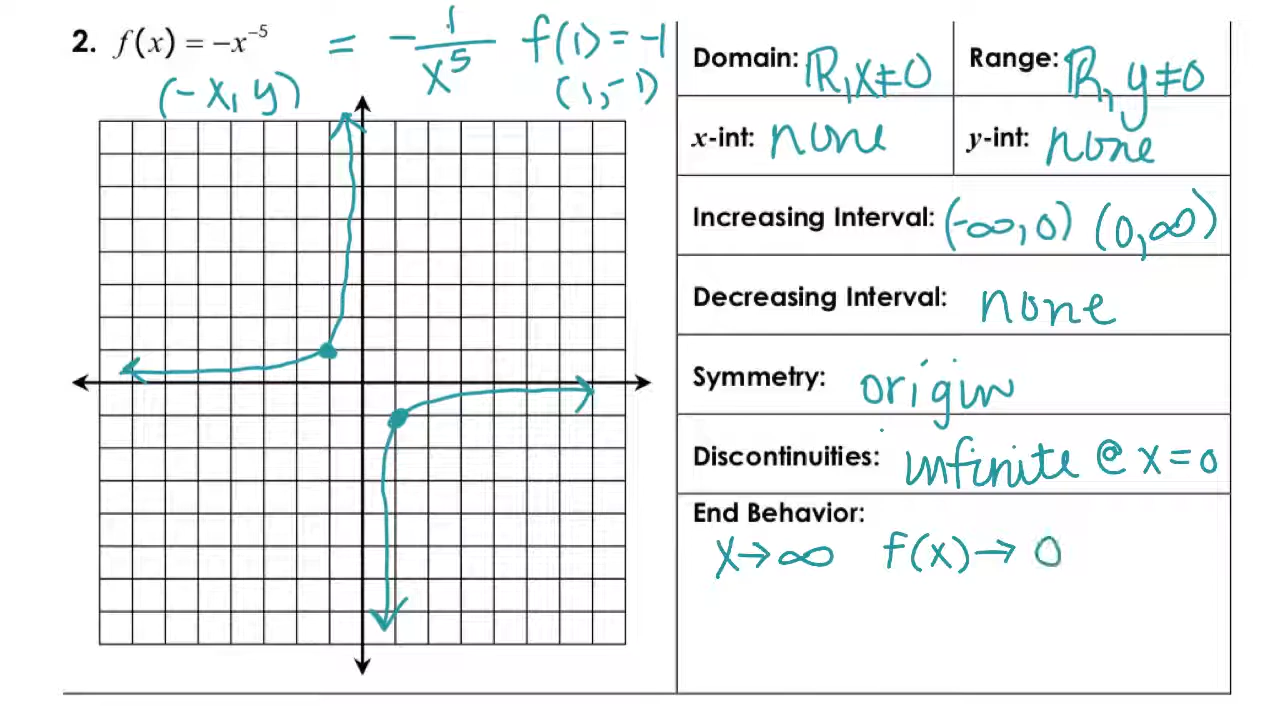 2. f(x) = −x⁻⁵ = − 1/x⁵ f(1) = −1
(−x, y) (1, −1)
Domain: ℝ, x≠0
Range: ℝ, y≠0
x-int: none
y-int: none
Increasing Interval: (−∞, 0) (0, ∞)
Decreasing Interval: none
Symmetry: origin
Discontinuities: infinite @ x = 0
End Behavior:
x → ∞ f(x) → 0